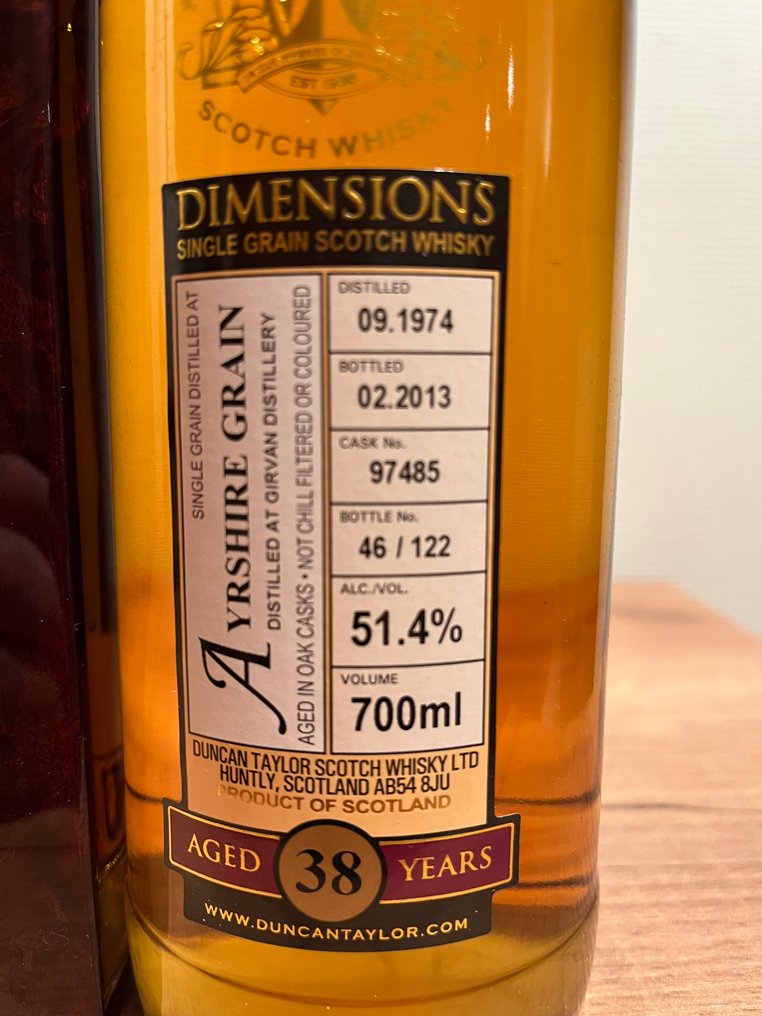 EST 1938
SCOTCH WHISKY
DIMENSIONS
SINGLE GRAIN SCOTCH WHISKY
SINGLE GRAIN DISTILLED AT
AYRSHIRE GRAIN
DISTILLED AT GIRVAN DISTILLERY
AGED IN OAK CASKS • NOT CHILL FILTERED OR COLOURED
DISTILLED
09.1974
BOTTLED
02.2013
CASK No.
97485
BOTTLE No.
46 / 122
ALC./VOL.
51.4%
VOLUME
700ml
DUNCAN TAYLOR SCOTCH WHISKY LTD
HUNTLY, SCOTLAND AB54 8JU
PRODUCT OF SCOTLAND
AGED 38 YEARS
WWW.DUNCANTAYLOR.COM